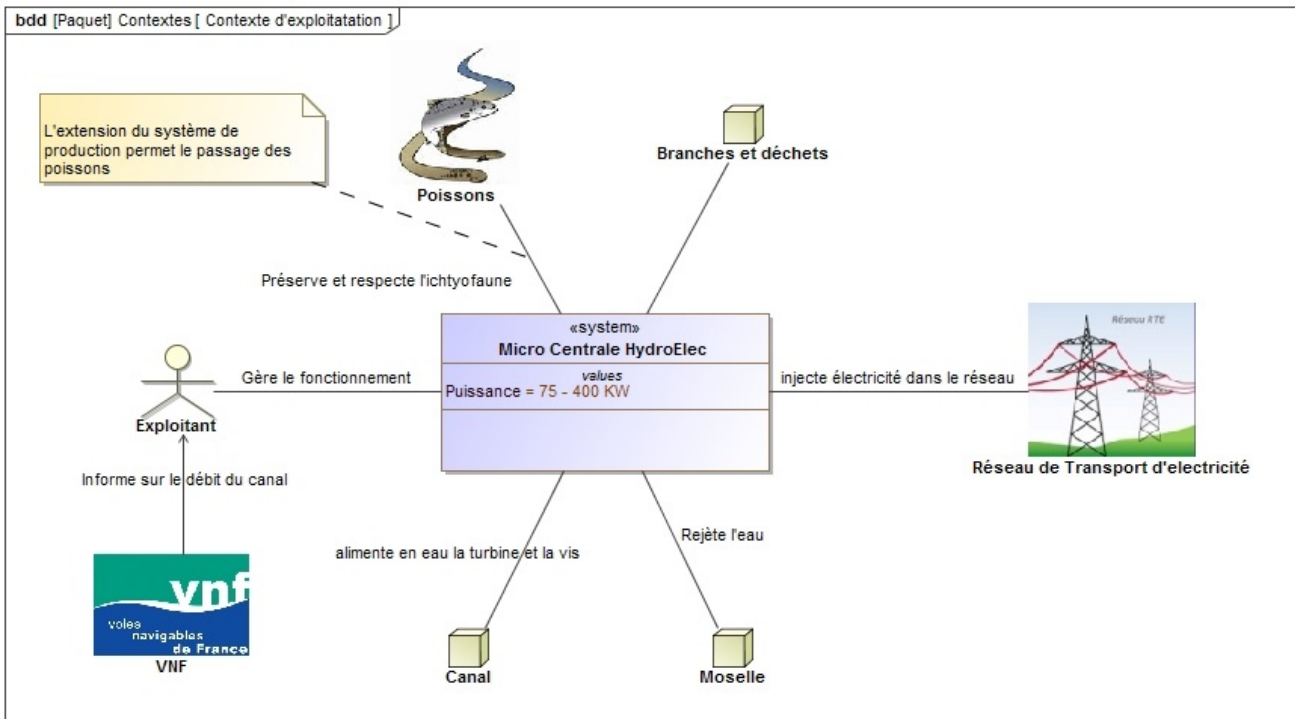 bdd [Paquet] Contextes [ Contexte d'exploitatation ]
L'extension du système de
production permet le passage des
poissons
Poissons
Branches et déchets
Préserve et respecte l'ichtyofaune
«system»
Micro Centrale HydroElec
values
Puissance = 75 - 400 KW
Gère le fonctionnement
Exploitant
injecte électricité dans le réseau
Réseau RTE
Réseau de Transport d'electricité
Informe sur le débit du canal
alimente en eau la turbine et la vis
Rejète l'eau
vnf
voies
navigables
de France
VNF
Canal
Moselle